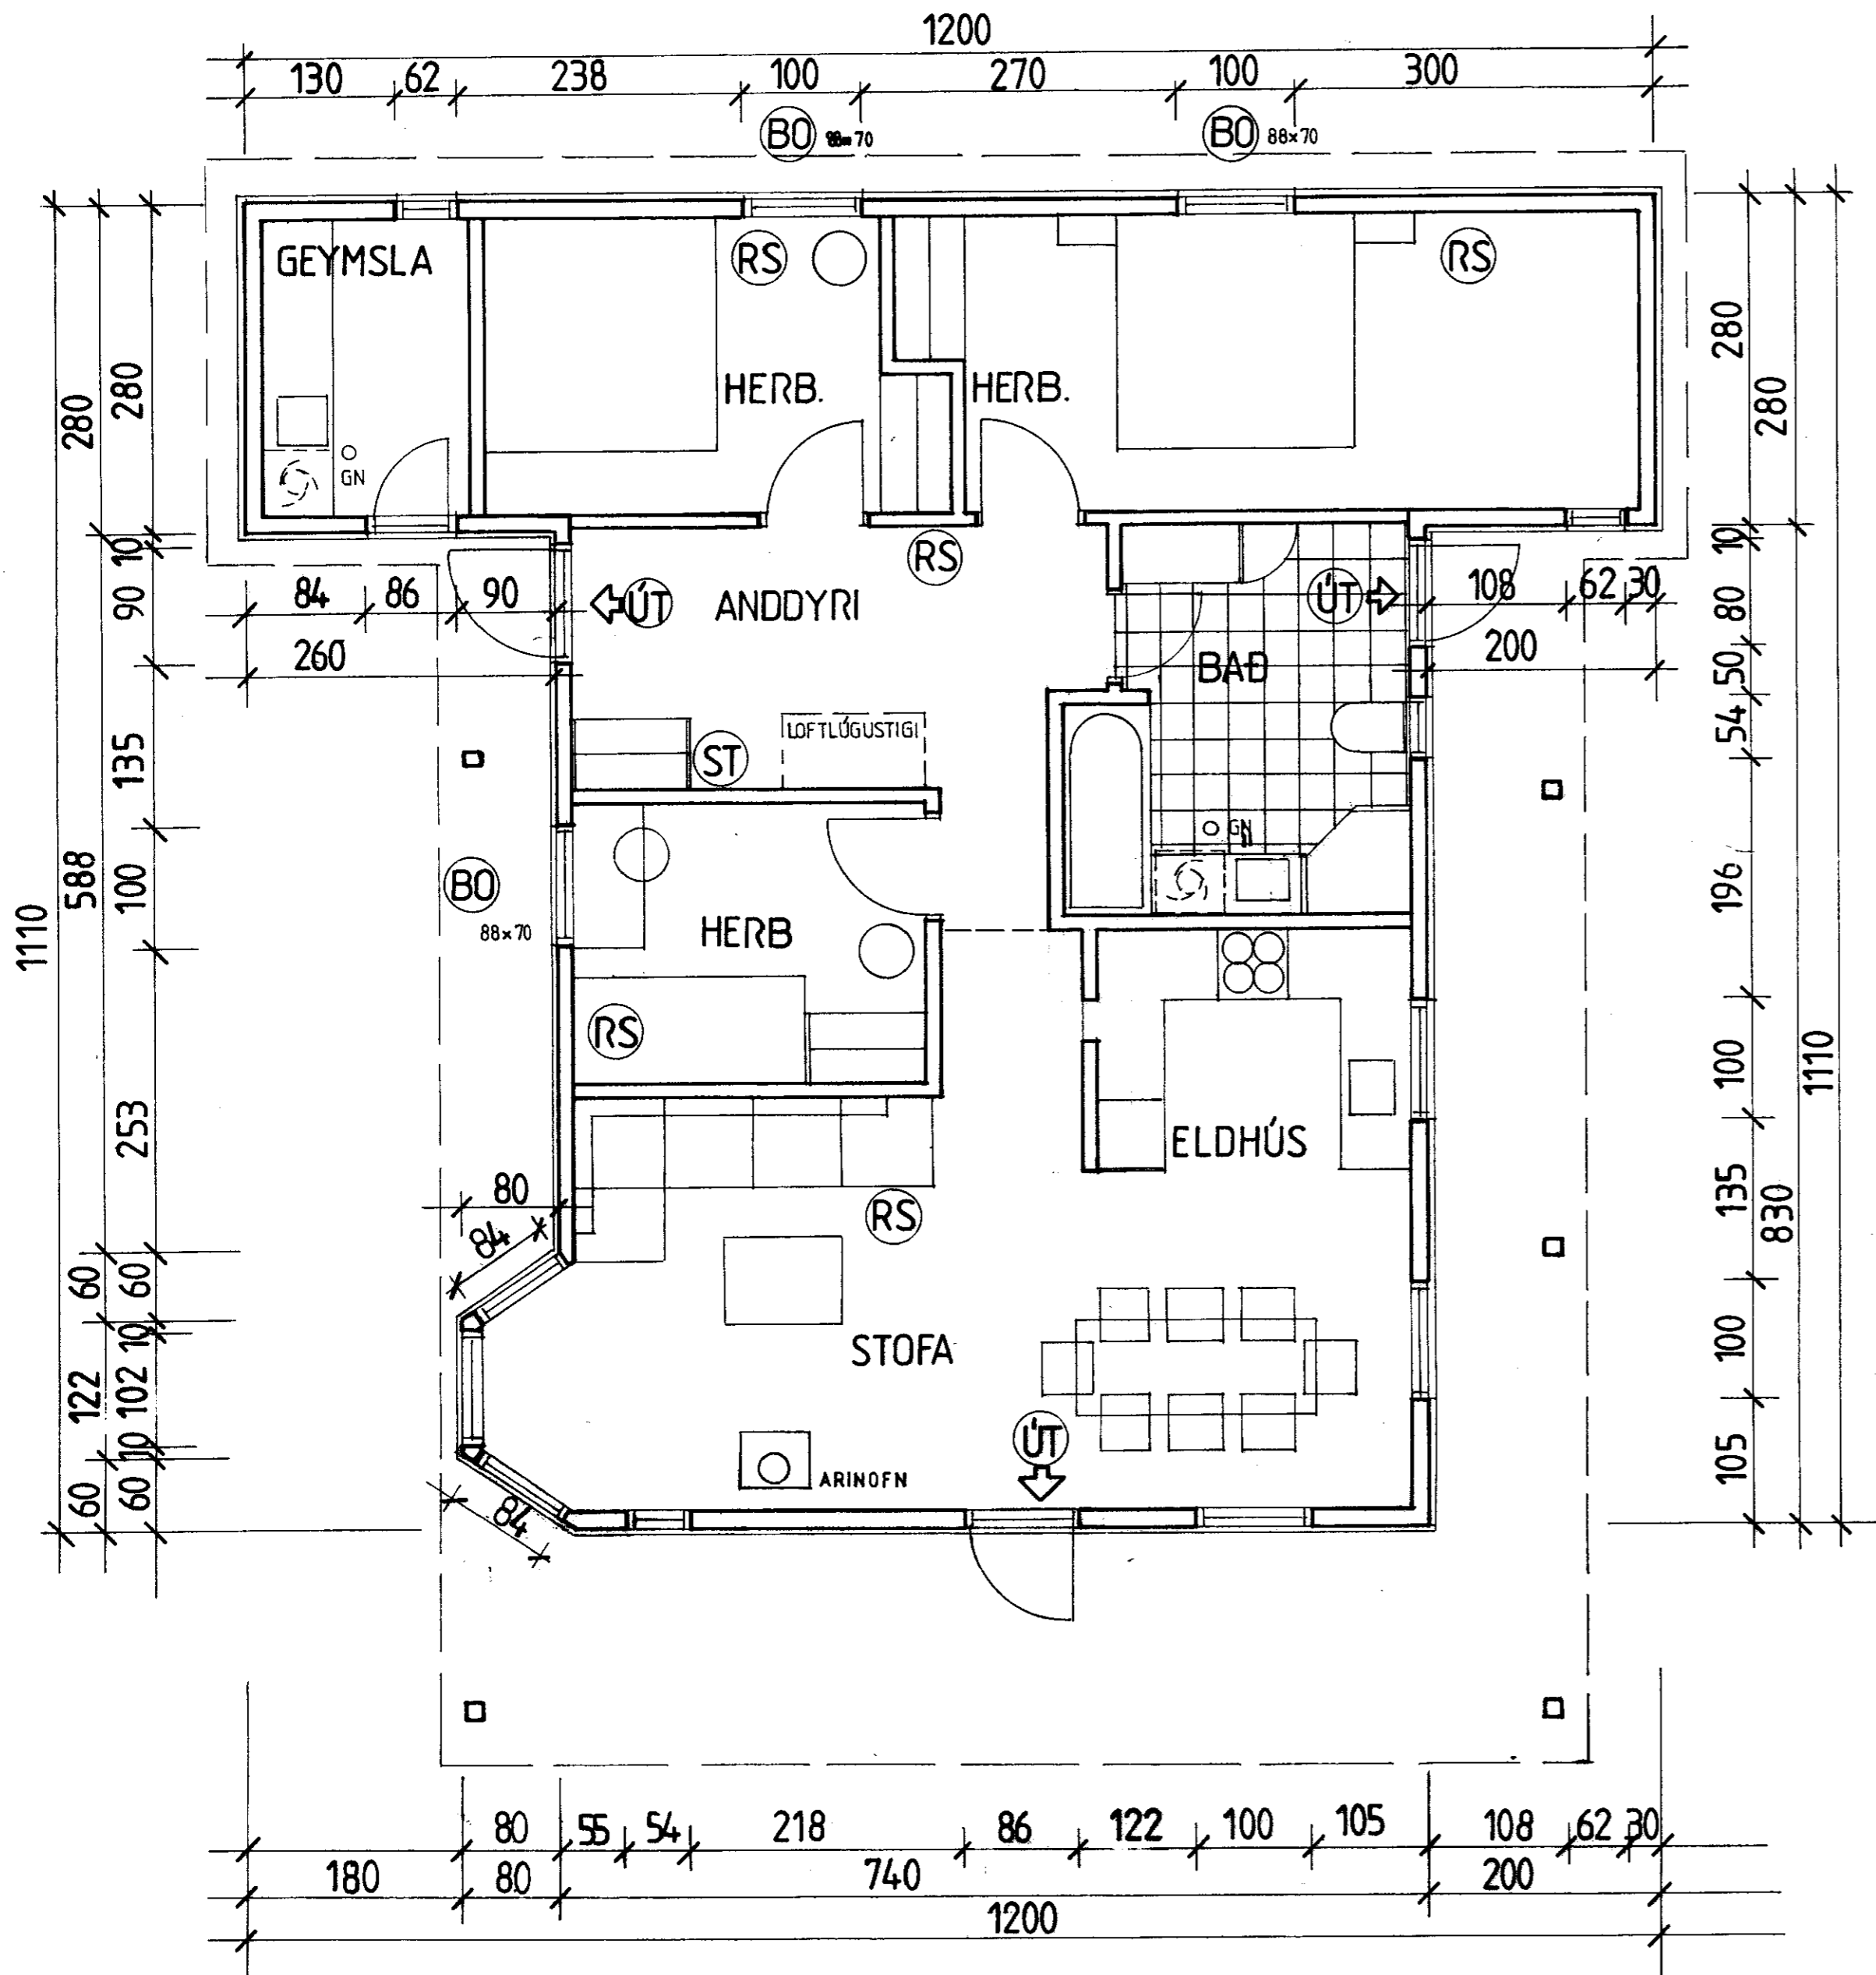 1200
130 62 238 100 270 100 300
BO 88×70 BO 88×70
GEYMSLA RS RS
HERB. HERB.
GN
280 280 280
280 280
RS
10 10
84 86 90 ÚT ANDDYRI ÚT 108 62 30
90 80
260 BAÐ 200
50
54
LOFTLÚGUSTIGI
ST
135
GN
BO
88×70
100
588
1110
HERB
196
RS
100
1110
253
ELDHÚS
80
RS
135
830
84
60 60
10
STOFA
100
122 102
ÚT
10
ARINOFN
105
60 60
84
80 55 54 218 86 122 100 105 108 62 30
180 80 740 200
1200